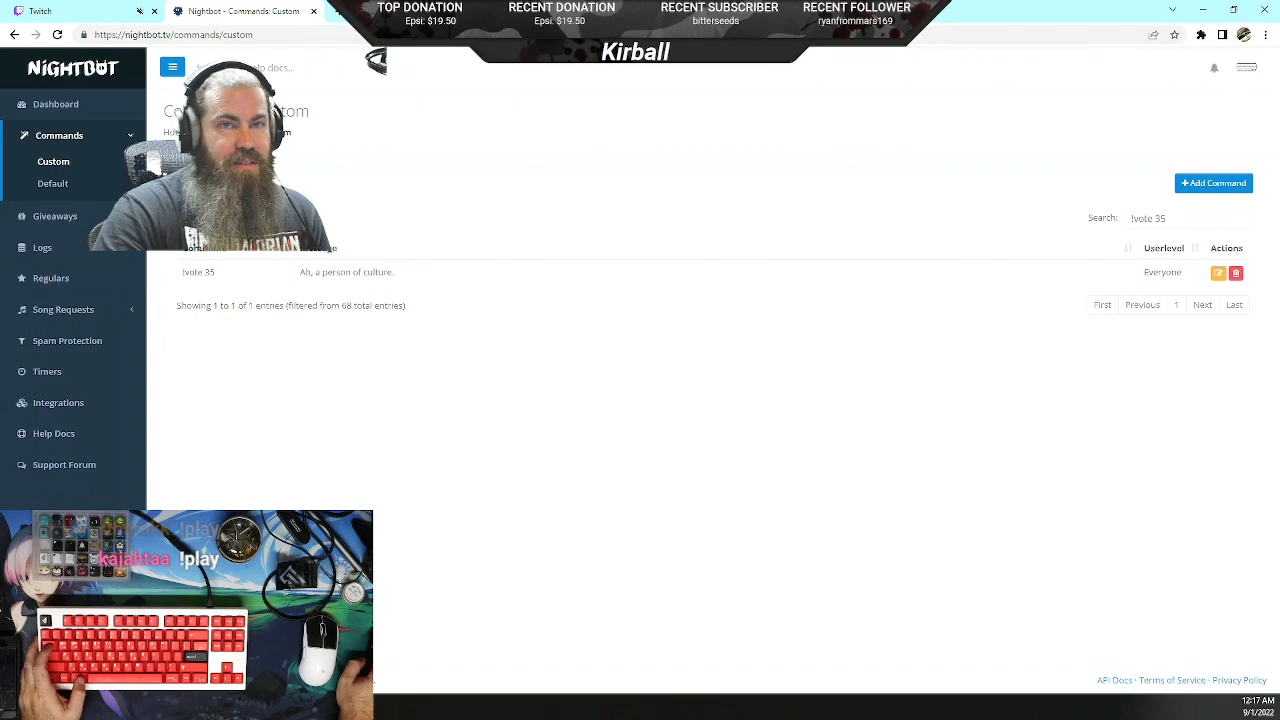 Twitch
Nightbot - Commands: Custom
TOP DONATION
Epsi: $19.50
RECENT DONATION
Epsi: $19.50
RECENT SUBSCRIBER
bitterseeds
RECENT FOLLOWER
ryanfrommars169
Kirball
https://nightbot.tv/commands/custom
NiGHTBOT
help docs..
Dashboard
Commands
Giveaways
Logs
Regulars
Song Requests
Spam Protection
Timers
Integrations
Help Docs
Support Forum
+ Add Command
Search: !vote 35
Userlevel Actions
!vote 35 Ah, a person of culture. Everyone
Showing 1 to 1 of 1 entries (filtered from 68 total entries)
First Previous 1 Next Last
!play
kajahtaa !play
API Docs · Terms of Service · Privacy Policy
12:17 AM
9/1/2022